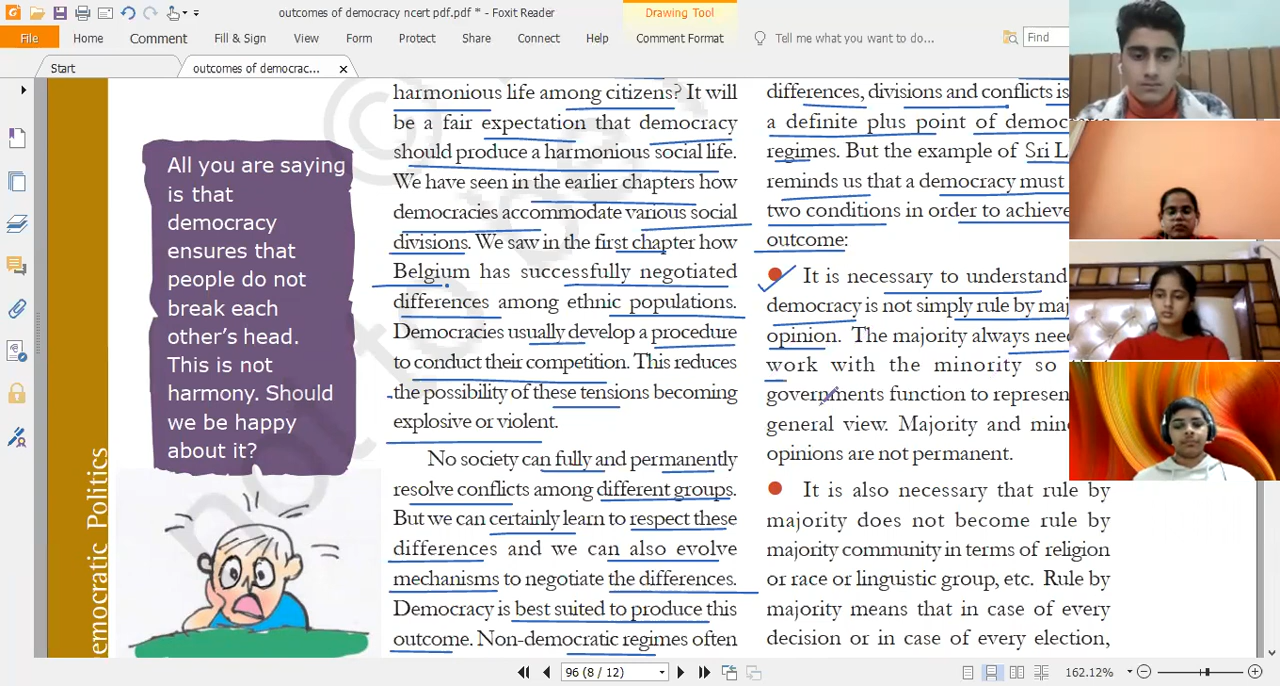 outcomes of democracy ncert pdf.pdf * - Foxit Reader
Drawing Tool
File Home Comment Fill & Sign View Form Protect Share Connect Help Comment Format Tell me what you want to do... Find
Start outcomes of democrac...
All you are saying
is that
democracy
ensures that
people do not
break each
other's head.
This is not
harmony. Should
we be happy
about it?
emocratic Politics
harmonious life among citizens? It will
be a fair expectation that democracy
should produce a harmonious social life.
We have seen in the earlier chapters how
democracies accommodate various social
divisions. We saw in the first chapter how
Belgium has successfully negotiated
differences among ethnic populations.
Democracies usually develop a procedure
to conduct their competition. This reduces
the possibility of these tensions becoming
explosive or violent.
No society can fully and permanently
resolve conflicts among different groups.
But we can certainly learn to respect these
differences and we can also evolve
mechanisms to negotiate the differences.
Democracy is best suited to produce this
outcome. Non-democratic regimes often
differences, divisions and conflicts is
a definite plus point of democ
regimes. But the example of Sri L
reminds us that a democracy must
two conditions in order to achieve
outcome:
It is necessary to understand
democracy is not simply rule by maj
opinion. The majority always nee
work with the minority so
governments function to represen
general view. Majority and min
opinions are not permanent.
It is also necessary that rule by
majority does not become rule by
majority community in terms of religion
or race or linguistic group, etc. Rule by
majority means that in case of every
decision or in case of every election,
© not to be
96 (8 / 12)
162.12%